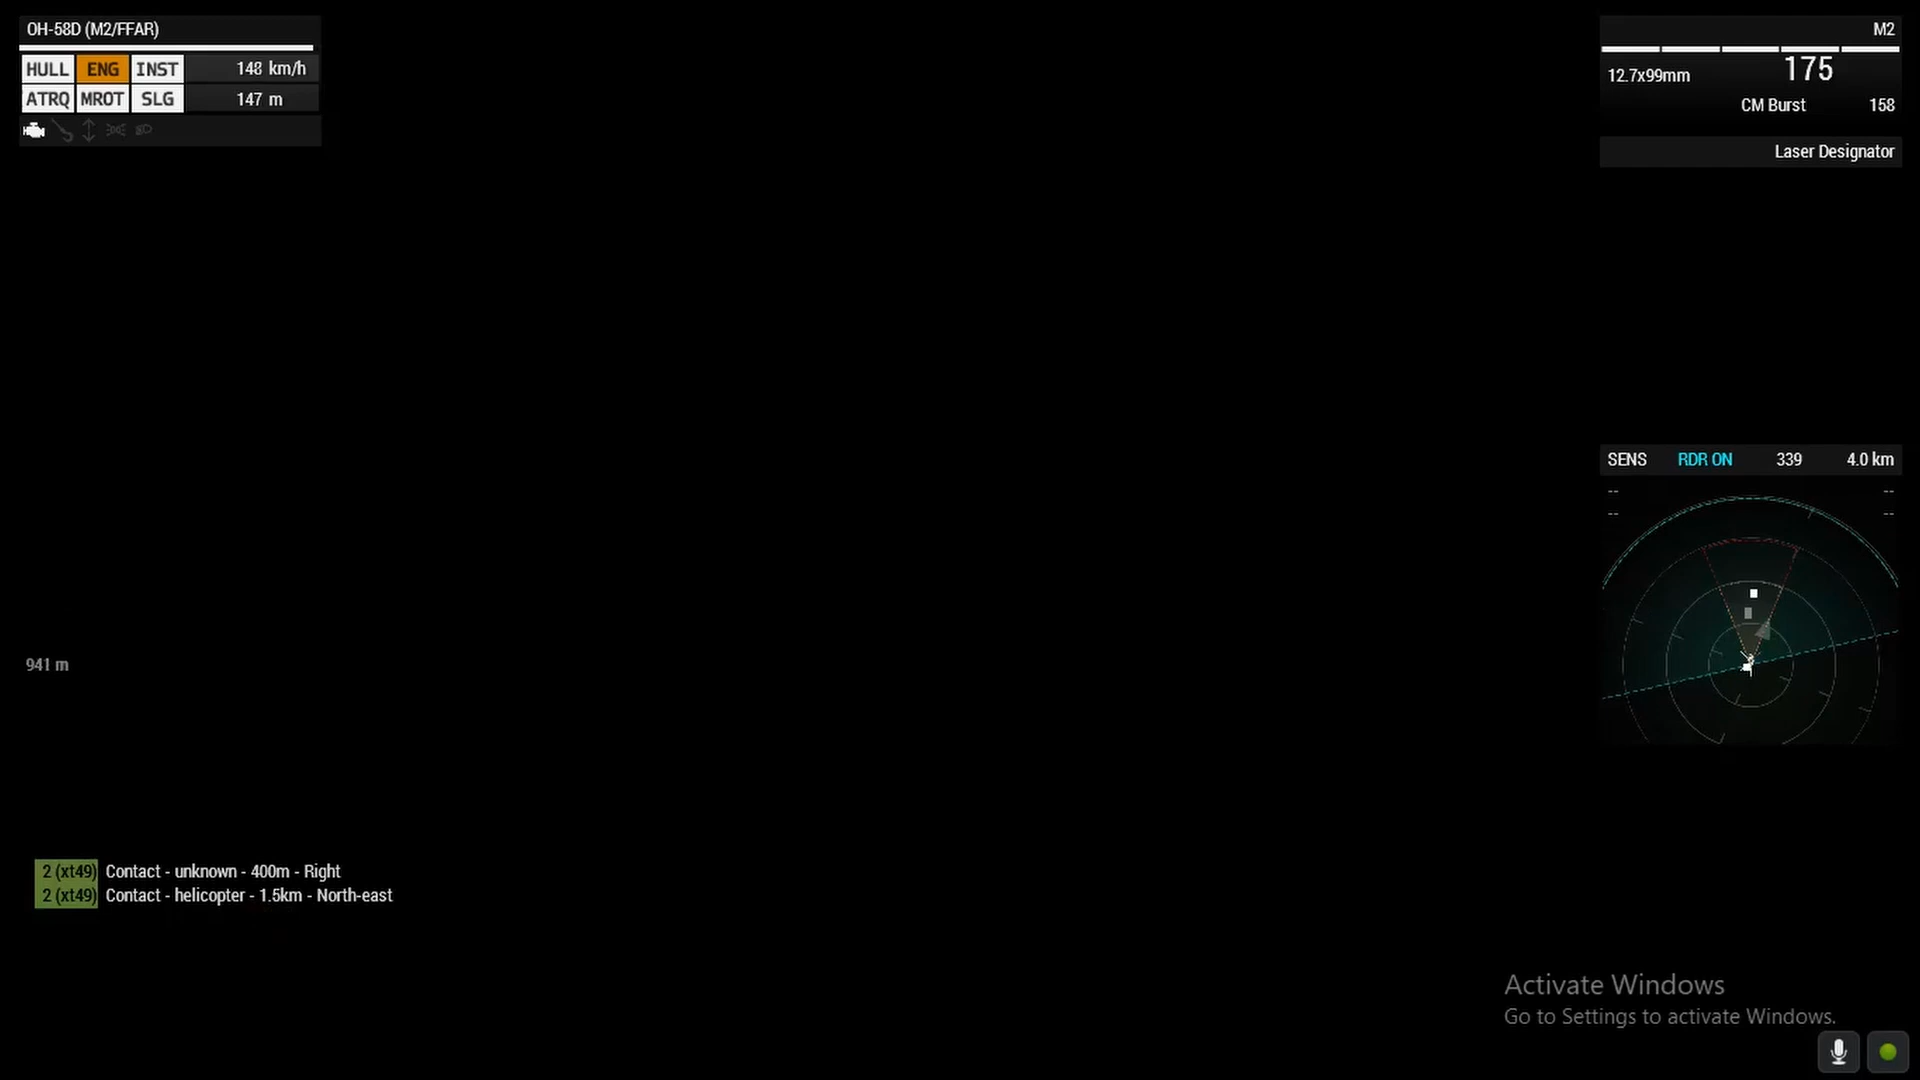 OH-58D (M2/FFAR)
HULL ENG INST 148 km/h
ATRQ MROT SLG 147 m
M2
12.7x99mm 175
CM Burst 158
Laser Designator
SENS RDR ON 339 4.0 km
-- --
-- --
941 m
2 (xt49) Contact - unknown - 400m - Right
2 (xt49) Contact - helicopter - 1.5km - North-east
Activate Windows
Go to Settings to activate Windows.